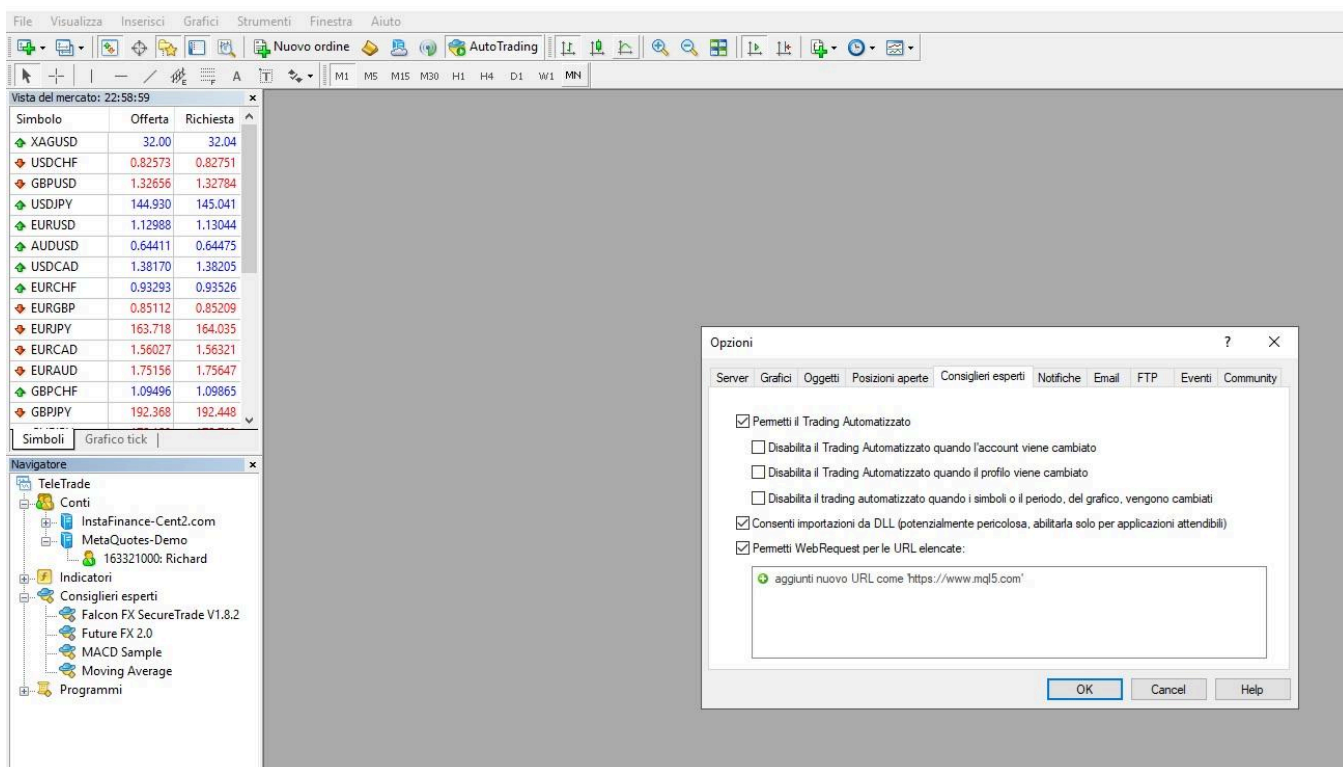 File Visualizza Inserisci Grafici Strumenti Finestra Aiuto
Nuovo ordine AutoTrading
A T M1 M5 M15 M30 H1 H4 D1 W1 MN
Vista del mercato: 22:58:59
Simbolo Offerta Richiesta
XAGUSD 32.00 32.04
USDCHF 0.82573 0.82751
GBPUSD 1.32656 1.32784
USDJPY 144.930 145.041
EURUSD 1.12988 1.13044
AUDUSD 0.64411 0.64475
USDCAD 1.38170 1.38205
EURCHF 0.93293 0.93526
EURGBP 0.85112 0.85209
EURJPY 163.718 164.035
EURCAD 1.56027 1.56321
EURAUD 1.75156 1.75647
GBPCHF 1.09496 1.09865
GBPJPY 192.368 192.448
Simboli Grafico tick
Navigatore
TeleTrade
Conti
InstaFinance-Cent2.com
MetaQuotes-Demo
163321000: Richard
Indicatori
Consiglieri esperti
Falcon FX SecureTrade V1.8.2
Future FX 2.0
MACD Sample
Moving Average
Programmi
Opzioni ?
Server Grafici Oggetti Posizioni aperte Consiglieri esperti Notifiche Email FTP Eventi Community
Permetti il Trading Automatizzato
Disabilita il Trading Automatizzato quando l'account viene cambiato
Disabilita il Trading Automatizzato quando il profilo viene cambiato
Disabilita il trading automatizzato quando i simboli o il periodo, del grafico, vengono cambiati
Consenti importazioni da DLL (potenzialmente pericolosa, abilitarla solo per applicazioni attendibili)
Permetti WebRequest per le URL elencate:
aggiunti nuovo URL come 'https://www.mql5.com'
OK Cancel Help